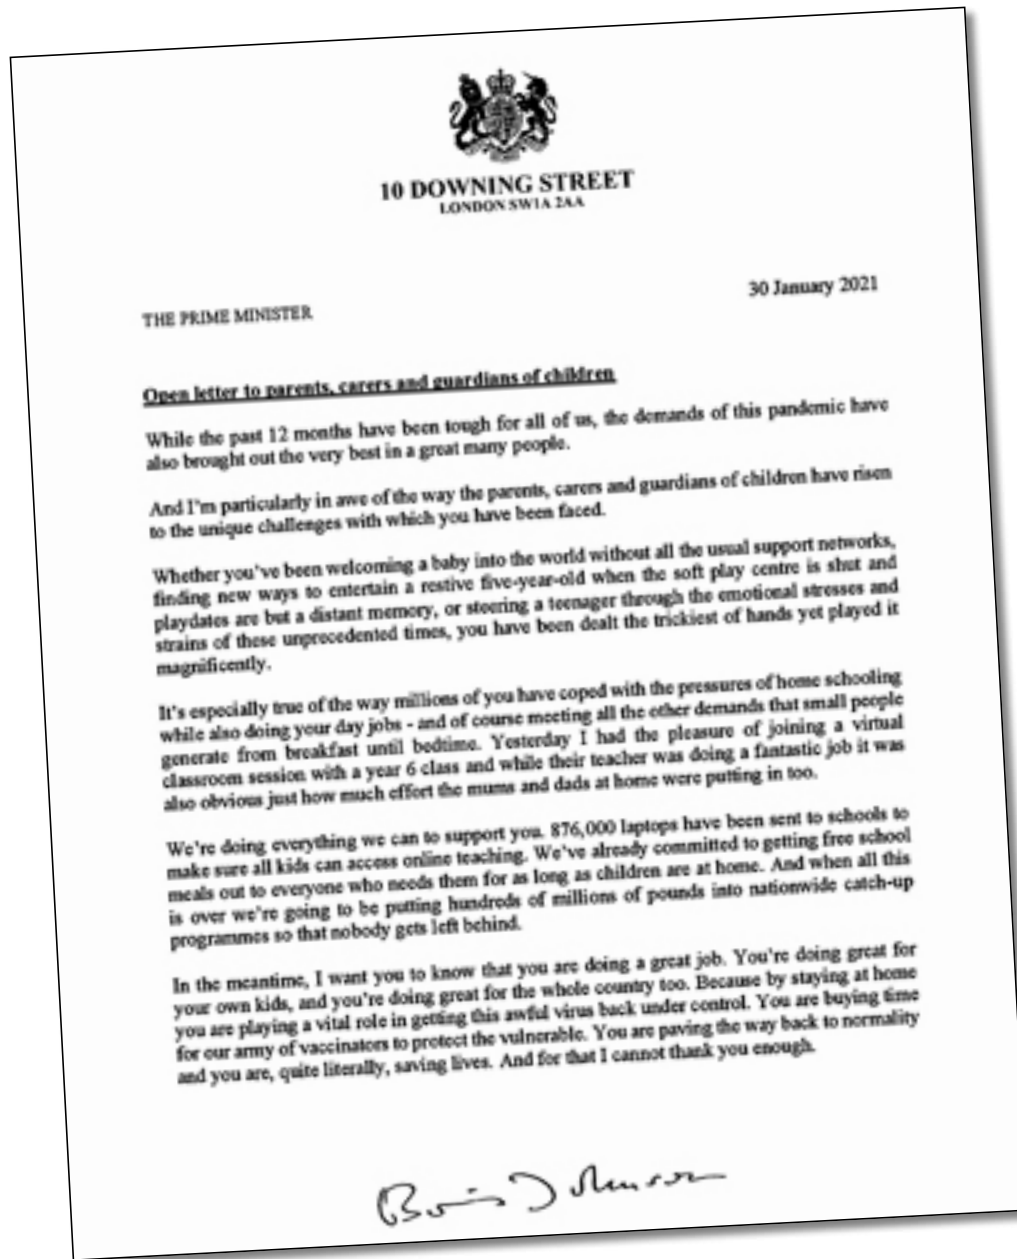 10 DOWNING STREET
LONDON SW1A 2AA
30 January 2021
THE PRIME MINISTER
Open letter to parents, carers and guardians of children
While the past 12 months have been tough for all of us, the demands of this pandemic have
also brought out the very best in a great many people.
And I'm particularly in awe of the way the parents, carers and guardians of children have risen
to the unique challenges with which you have been faced.
Whether you've been welcoming a baby into the world without all the usual support networks,
finding new ways to entertain a restive five-year-old when the soft play centre is shut and
playdates are but a distant memory, or steering a teenager through the emotional stresses and
strains of these unprecedented times, you have been dealt the trickiest of hands yet played it
magnificently.
It's especially true of the way millions of you have coped with the pressures of home schooling
while also doing your day jobs - and of course meeting all the other demands that small people
generate from breakfast until bedtime. Yesterday I had the pleasure of joining a virtual
classroom session with a year 6 class and while their teacher was doing a fantastic job it was
also obvious just how much effort the mums and dads at home were putting in too.
We're doing everything we can to support you. 876,000 laptops have been sent to schools to
make sure all kids can access online teaching. We've already committed to getting free school
meals out to everyone who needs them for as long as children are at home. And when all this
is over we're going to be putting hundreds of millions of pounds into nationwide catch-up
programmes so that nobody gets left behind.
In the meantime, I want you to know that you are doing a great job. You're doing great for
your own kids, and you're doing great for the whole country too. Because by staying at home
you are playing a vital role in getting this awful virus back under control. You are buying time
for our army of vaccinators to protect the vulnerable. You are paving the way back to normality
and you are, quite literally, saving lives. And for that I cannot thank you enough.
Boris Johnson